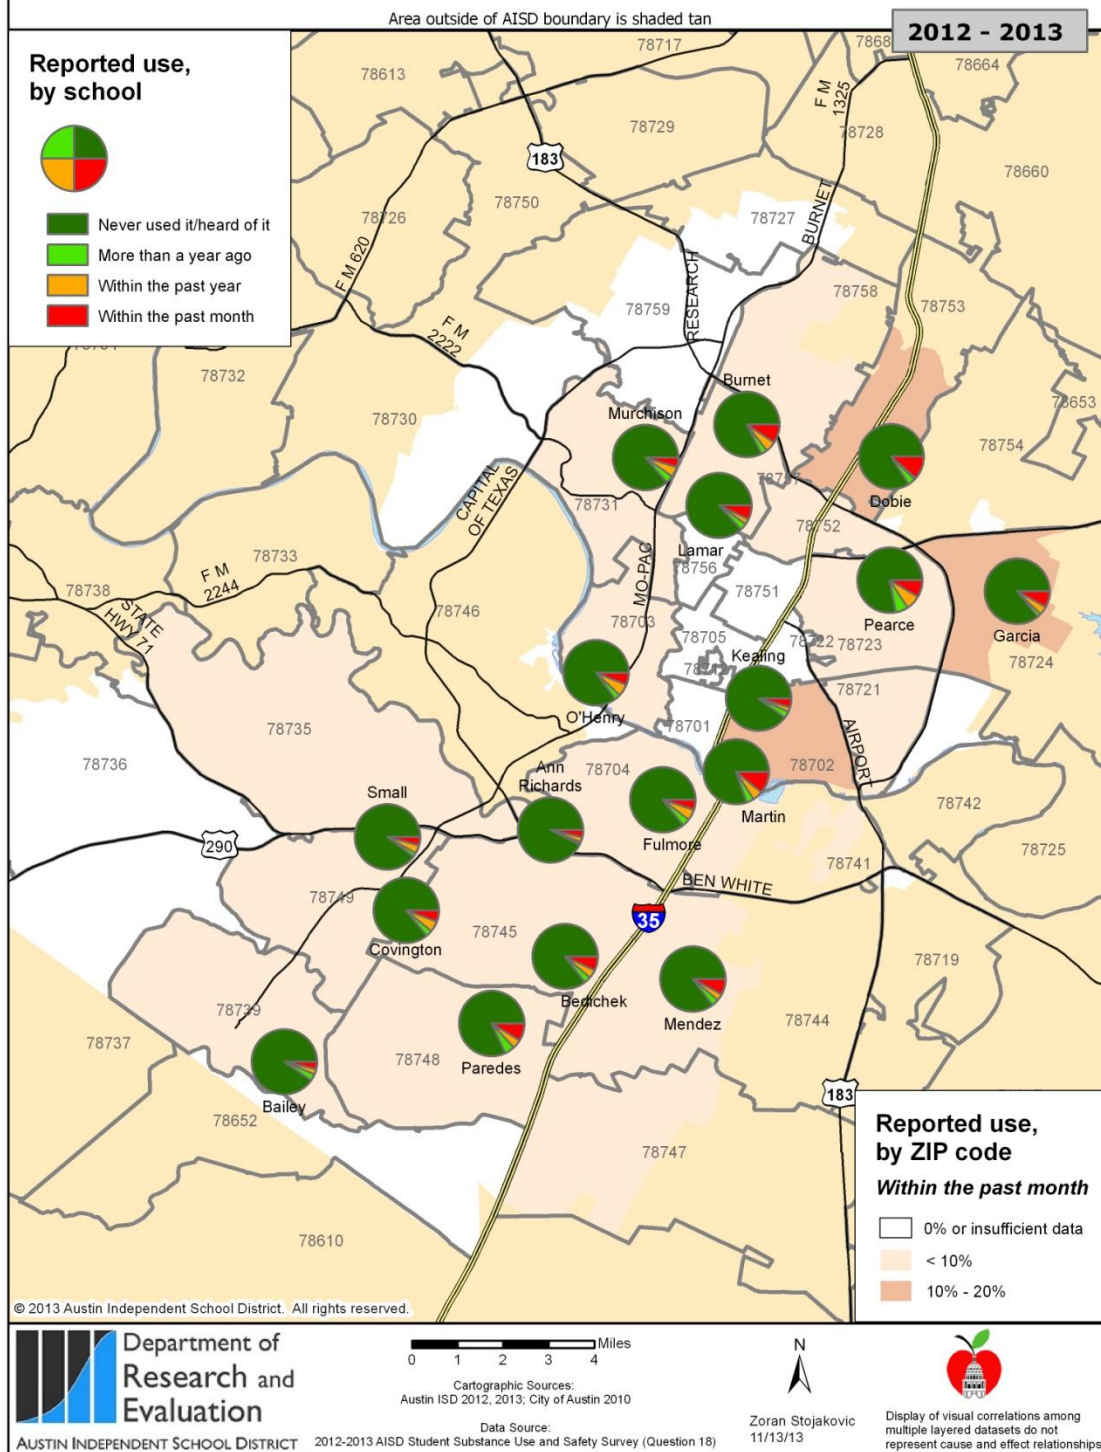 Area outside of AISD boundary is shaded tan
2012 - 2013
Reported use,
by school
Never used it/heard of it
More than a year ago
Within the past year
Within the past month
78717
78613
78664
F M
1325
78729
78728
183
78660
78750
78727
78726
BURNET
F M 620
78758
78753
78759
RESEARCH
F M
2222
78732
Burnet
78653
78730
Murchison
78754
CAPITAL
OF TEXAS
Dobie
78731
78752
Lamar
78733
MO-PAC
78756
F M
2244
78738
78751
STATE
HWY 71
78746
Pearce
Garcia
78703
78705
78723
Kealing
78724
78721
O'Henry
78701
AIRPORT
78735
78736
Ann
Richards
78704
78702
Small
78742
Martin
290
Fulmore
78725
78741
BEN WHITE
78749
35
78745
Covington
78719
Bedichek
78739
Mendez
78744
78737
78748
Paredes
183
Bailey
78652
78747
78610
Reported use,
by ZIP code
Within the past month
0% or insufficient data
< 10%
10% - 20%
© 2013 Austin Independent School District. All rights reserved.
Department of
Research and
Evaluation
AUSTIN INDEPENDENT SCHOOL DISTRICT
Miles
0 1 2 3 4
Cartographic Sources:
Austin ISD 2012, 2013; City of Austin 2010
Data Source:
2012-2013 AISD Student Substance Use and Safety Survey (Question 18)
N
Zoran Stojakovic
11/13/13
Display of visual correlations among
multiple layered datasets do not
represent cause and effect relationships